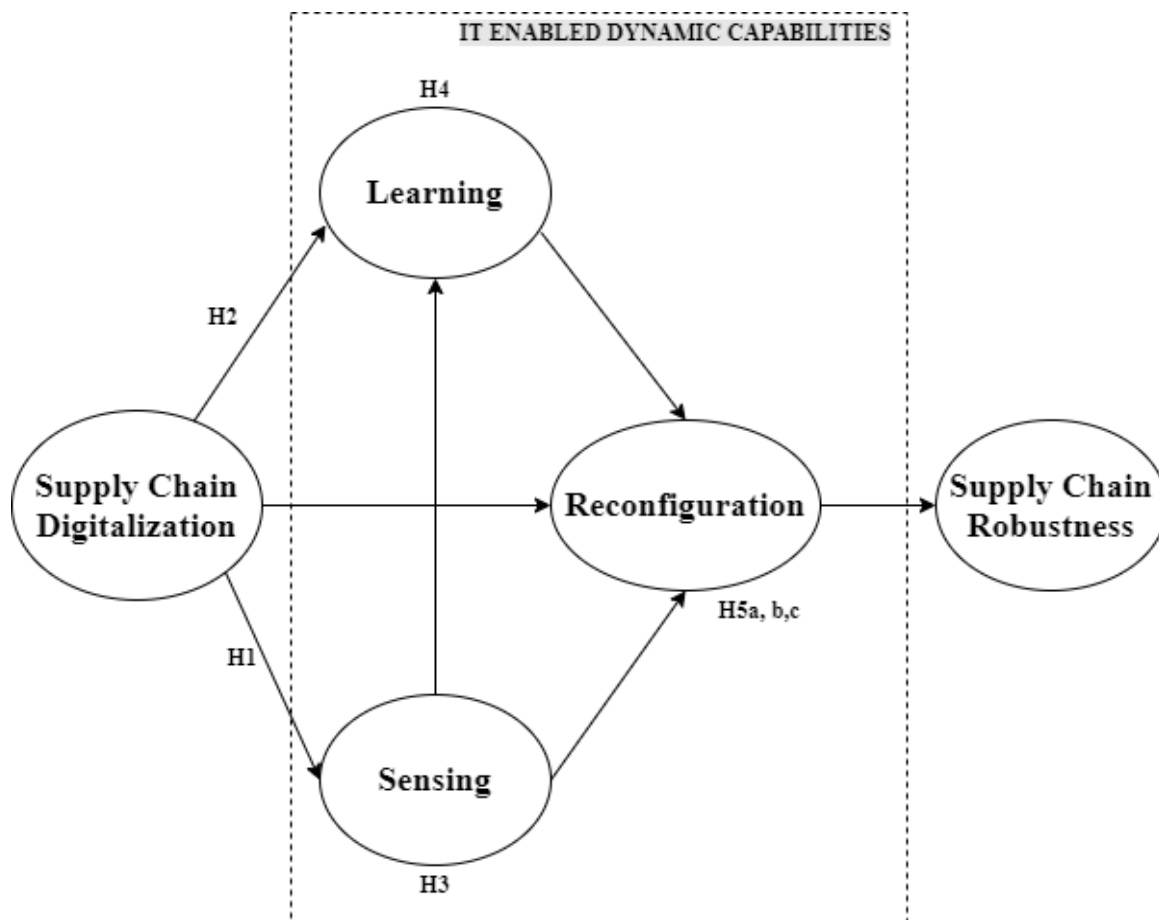 IT ENABLED DYNAMIC CAPABILITIES
H4
Learning
H2
Supply Chain
Digitalization
Reconfiguration
Supply Chain
Robustness
H5a, b,c
H1
Sensing
H3